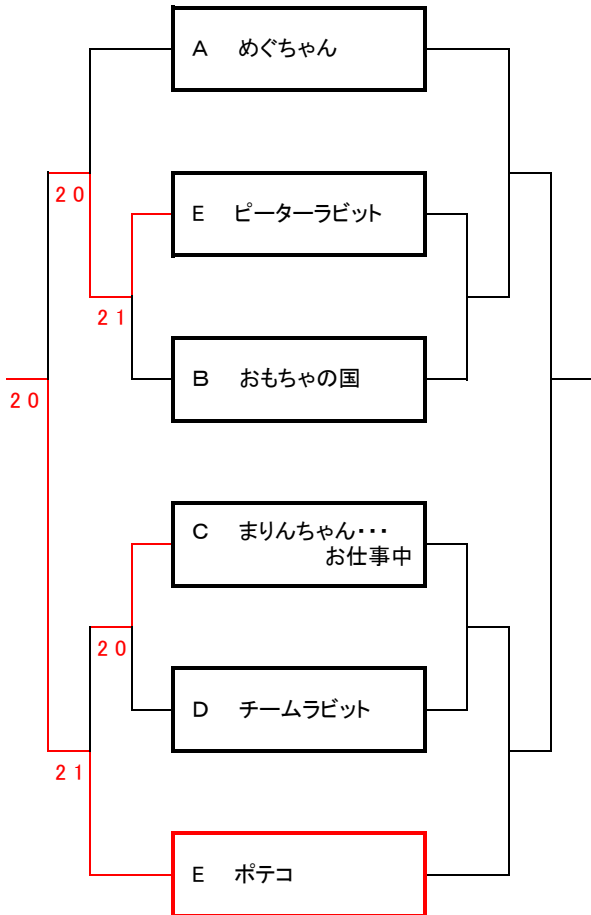 A めぐちゃん
20
E ピーターラビット
21
B おもちゃの国
20
C まりんちゃん･･･
お仕事中
20
D チームラビット
21
E ポテコ